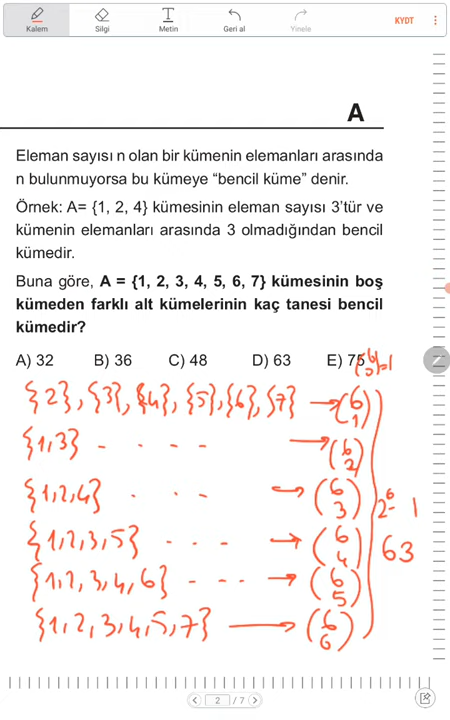 Kalem Silgi Metin Geri al Yinele KYDT
A
Eleman sayısı n olan bir kümenin elemanları arasında
n bulunmuyorsa bu kümeye “bencil küme” denir.
Örnek: A= {1, 2, 4} kümesinin eleman sayısı 3’tür ve
kümenin elemanları arasında 3 olmadığından bencil
kümedir.
Buna göre, A = {1, 2, 3, 4, 5, 6, 7} kümesinin boş
kümeden farklı alt kümelerinin kaç tanesi bencil
kümedir?
A) 32 B) 36 C) 48 D) 63 E) 75 (6 0)=1
{2}, {3}, {4}, {5}, {6}, {7} → (6 1)
{1,3} - . . . → (6 2)
{1,2,4} . . . → (6 3) 2^6 - 1
{1,2,3,5} . . . → (6 4) 63
{1,2,3,4,6} - . . . → (6 5)
{1,2,3,4,5,7} → (6 6)
2 / 7